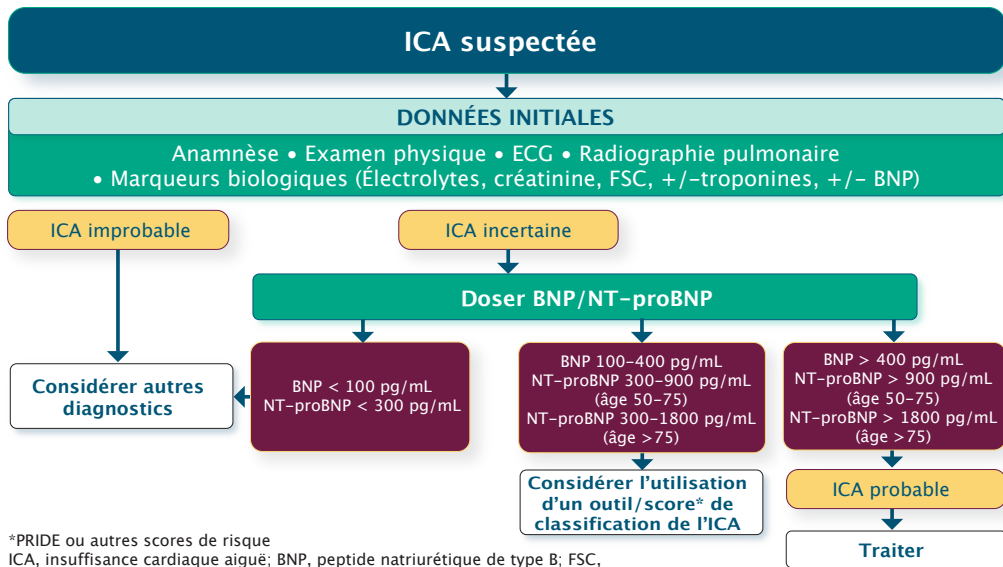 ICA suspectée
DONNÉES INITIALES
Anamnèse • Examen physique • ECG • Radiographie pulmonaire
• Marqueurs biologiques (Électrolytes, créatinine, FSC, +/-troponines, +/- BNP)
ICA improbable
ICA incertaine
Doser BNP/NT-proBNP
Considérer autres
diagnostics
BNP < 100 pg/mL
NT-proBNP < 300 pg/mL
BNP 100-400 pg/mL
NT-proBNP 300-900 pg/mL
(âge 50-75)
NT-proBNP 300-1800 pg/mL
(âge >75)
BNP > 400 pg/mL
NT-proBNP > 900 pg/mL
(âge 50-75)
NT-proBNP > 1800 pg/mL
(âge >75)
Considérer l'utilisation
d'un outil/score* de
classification de l'ICA
ICA probable
Traiter
*PRIDE ou autres scores de risque
ICA, insuffisance cardiaque aiguë; BNP, peptide natriurétique de type B; FSC,